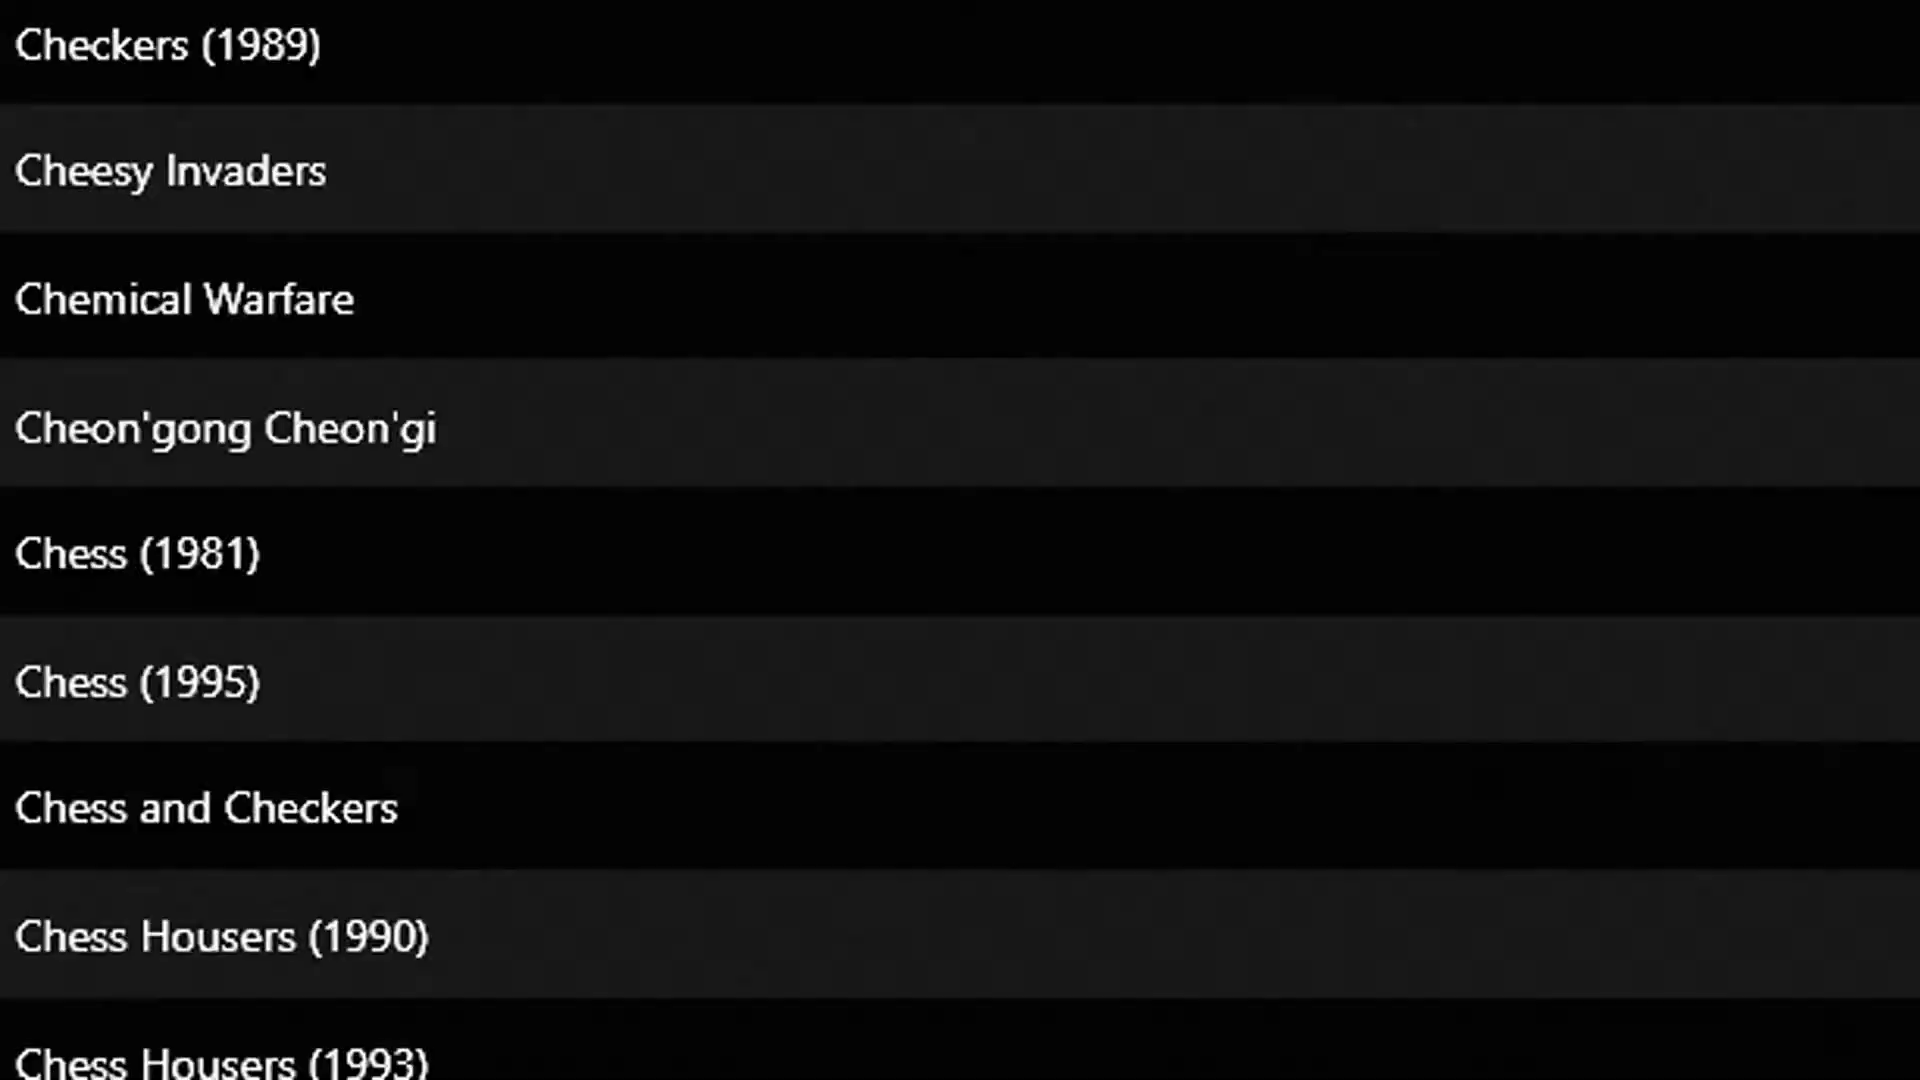 Checkers (1989)
Cheesy Invaders
Chemical Warfare
Cheon'gong Cheon'gi
Chess (1981)
Chess (1995)
Chess and Checkers
Chess Housers (1990)
Chess Housers (1993)